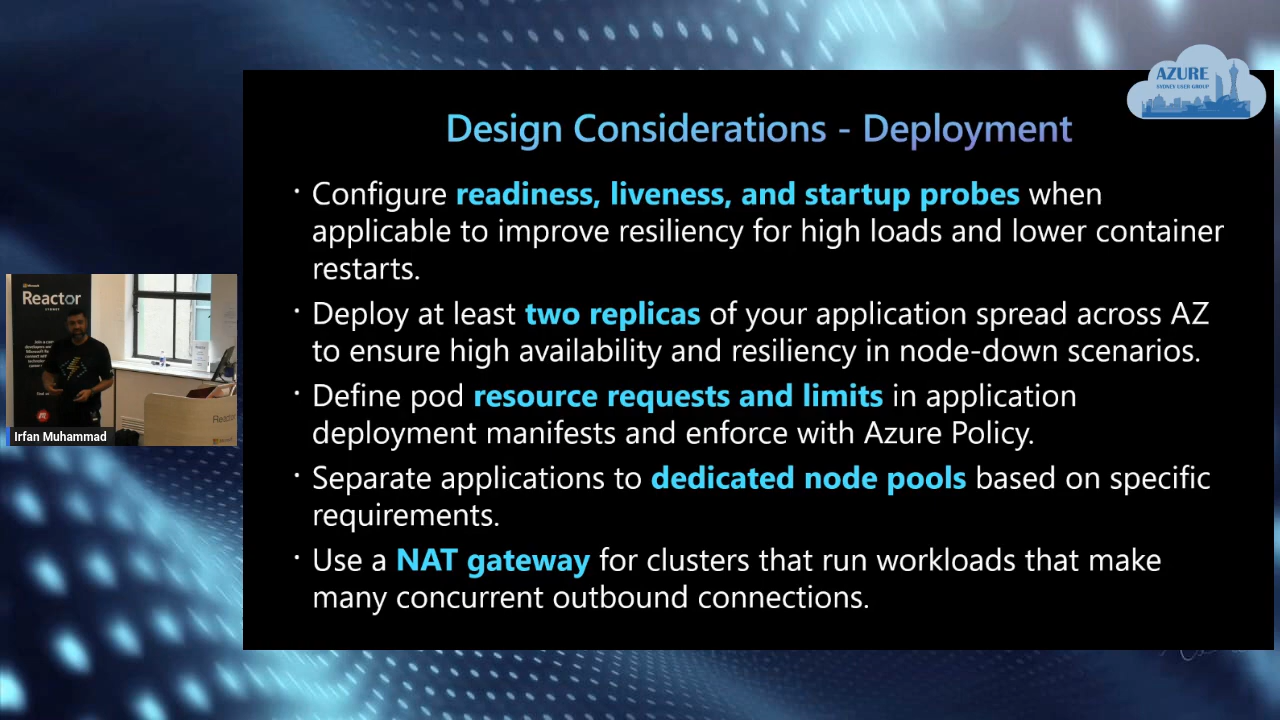 AZURE
SYDNEY USER GROUP
Design Considerations - Deployment
• Configure readiness, liveness, and startup probes when
applicable to improve resiliency for high loads and lower container
restarts.
• Deploy at least two replicas of your application spread across AZ
to ensure high availability and resiliency in node-down scenarios.
• Define pod resource requests and limits in application
deployment manifests and enforce with Azure Policy.
• Separate applications to dedicated node pools based on specific
requirements.
• Use a NAT gateway for clusters that run workloads that make
many concurrent outbound connections.
Microsoft
Reactor
SYDNEY
Irfan Muhammad